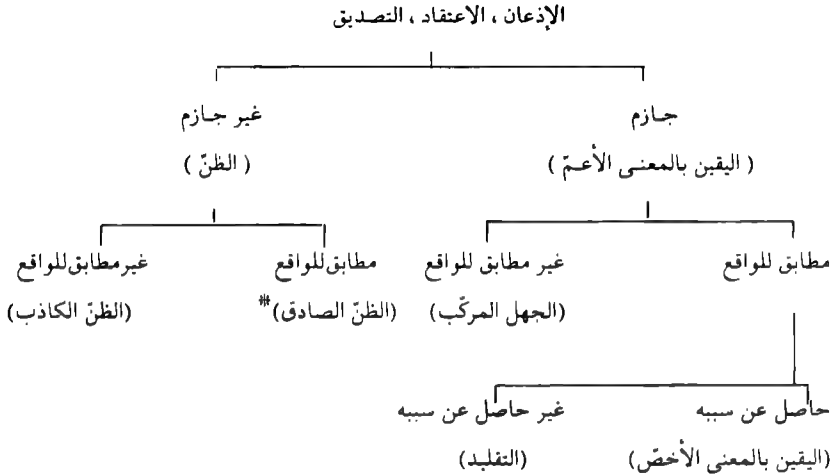 الإذعان ، الاعتقاد ، التصديق
جازم
غير جازم
(اليقين بالمعنى الأعمّ)
(الظنّ)
مطابق للواقع
غير مطابق للواقع
مطابق للواقع
غير مطابق للواقع
(الجهل المركّب)
(الظنّ الصادق)*
(الظنّ الكاذب)
حاصل عن سببه
غير حاصل عن سببه
(اليقين بالمعنى الأخصّ)
(التقليد)